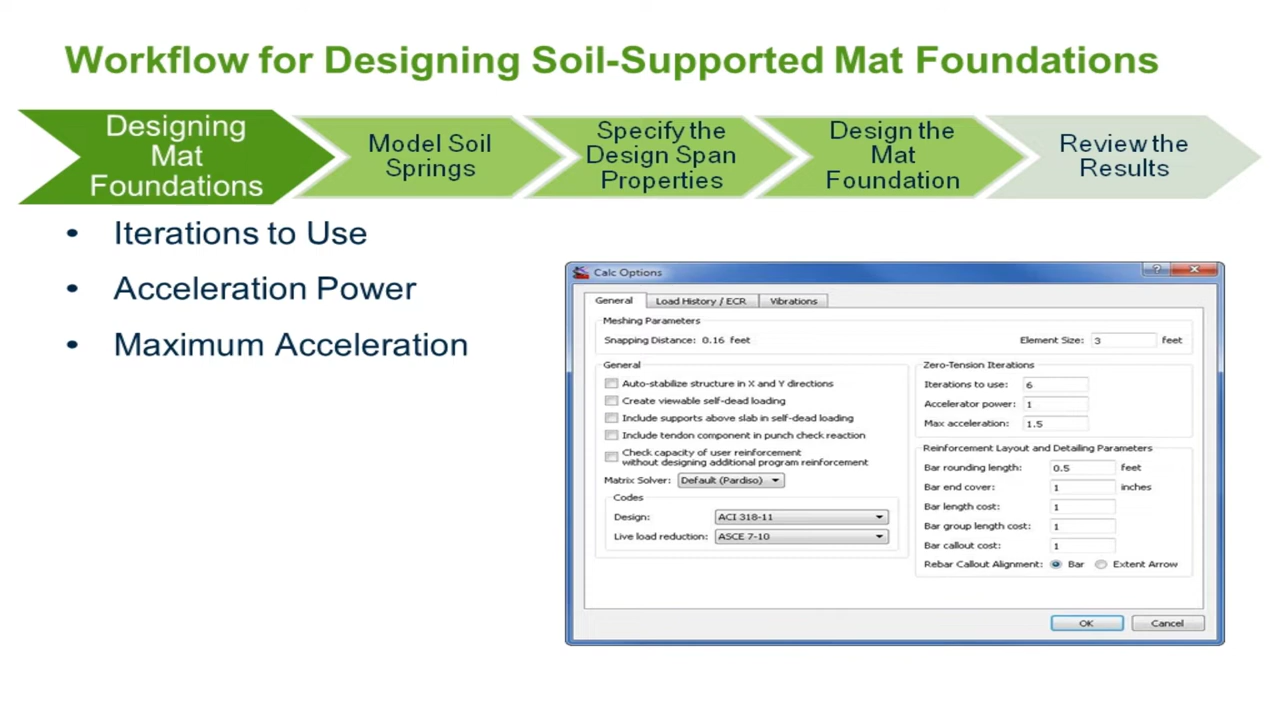 Workflow for Designing Soil-Supported Mat Foundations
Designing
Mat
Foundations
Model Soil
Springs
Specify the
Design Span
Properties
Design the
Mat
Foundation
Review the
Results
• Iterations to Use
• Acceleration Power
• Maximum Acceleration
Calc Options
?
General
Load History / ECR
Vibrations
Meshing Parameters
Snapping Distance: 0.16 feet
Element Size: 3 feet
General
Auto-stabilize structure in X and Y directions
Create viewable self-dead loading
Include supports above slab in self-dead loading
Include tendon component in punch check reaction
Check capacity of user reinforcement
without designing additional program reinforcement
Matrix Solver: Default (Pardiso)
Codes
Design: ACI 318-11
Live load reduction: ASCE 7-10
Zero-Tension Iterations
Iterations to use: 6
Accelerator power: 1
Max acceleration: 1.5
Reinforcement Layout and Detailing Parameters
Bar rounding length: 0.5 feet
Bar end cover: 1 inches
Bar length cost: 1
Bar group length cost: 1
Bar callout cost: 1
Rebar Callout Alignment: Bar Extent Arrow
OK
Cancel